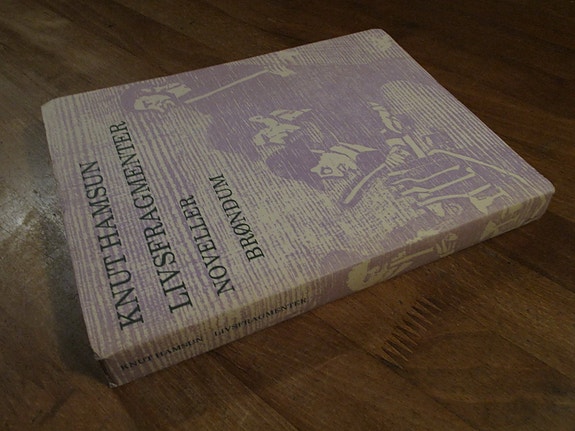 KNUT HAMSUN
LIVSFRAGMENTER
NOVELLER
BRØNDUM
KNUT HAMSUN · LIVSFRAGMENTER